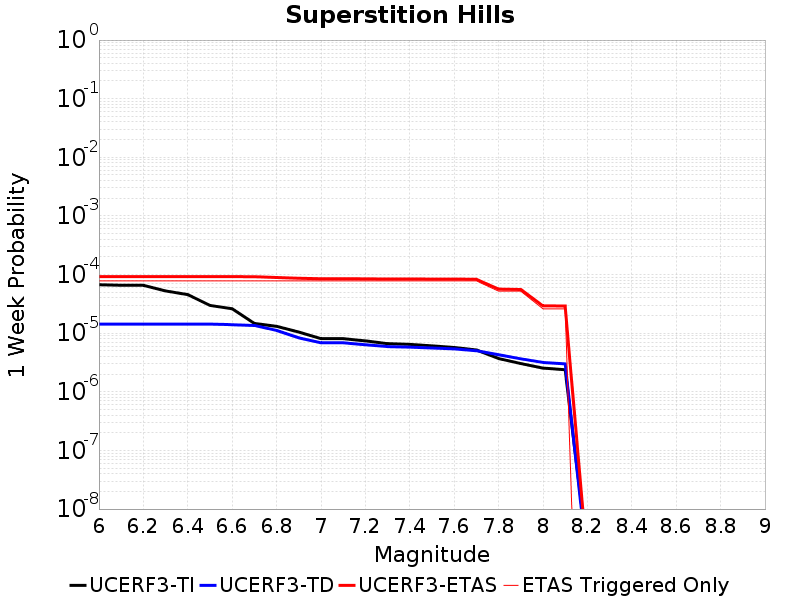 Superstition Hills
1 Week Probability
10^0
10^-1
10^-2
10^-3
10^-4
10^-5
10^-6
10^-7
10^-8
6 6.2 6.4 6.6 6.8 7 7.2 7.4 7.6 7.8 8 8.2 8.4 8.6 8.8 9
Magnitude
UCERF3-TI UCERF3-TD UCERF3-ETAS ETAS Triggered Only